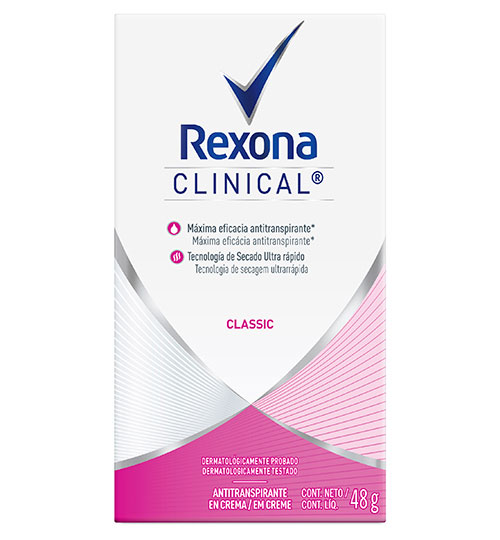 Rexona
CLINICAL®
Máxima eficacia antitranspirante*
Máxima eficácia antitranspirante*
Tecnología de Secado Ultra rápido
Tecnologia de secagem ultrarrápida
CLASSIC
DERMATOLÓGICAMENTE PROBADO
DERMATOLOGICAMENTE TESTADO
ANTITRANSPIRANTE
EN CREMA / EM CREME
CONT. NETO /
CONT. LÍQ.
48 g